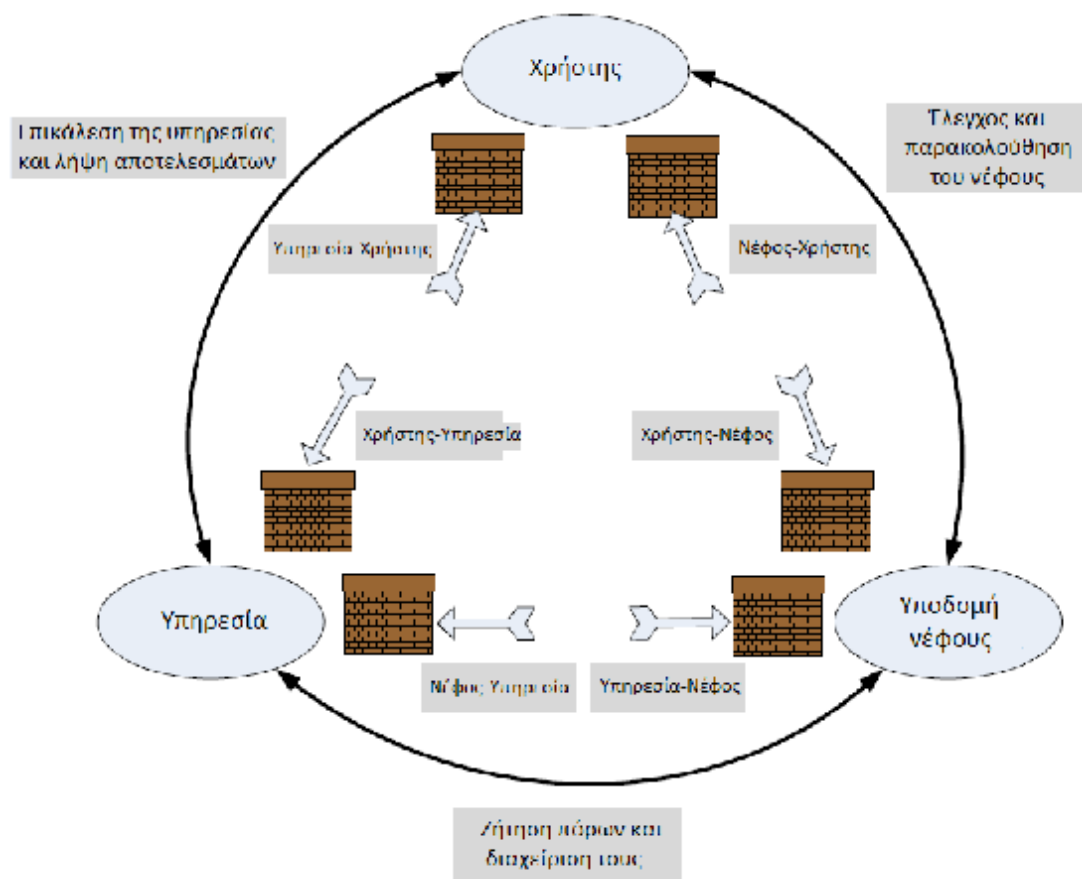 Χρήστης
Επικάλεση της υπηρεσίας
και λήψη αποτελεσμάτων
Έλεγχος και
παρακολούθηση
του νέφους
Υπηρεσία-Χρήστης
Νέφος-Χρήστης
Χρήστης-Υπηρεσία
Χρήστης-Νέφος
Υπηρεσία
Υποδομή
νέφους
Νέφος-Υπηρεσία
Υπηρεσία-Νέφος
Ζήτηση πόρων και
διαχείριση τους